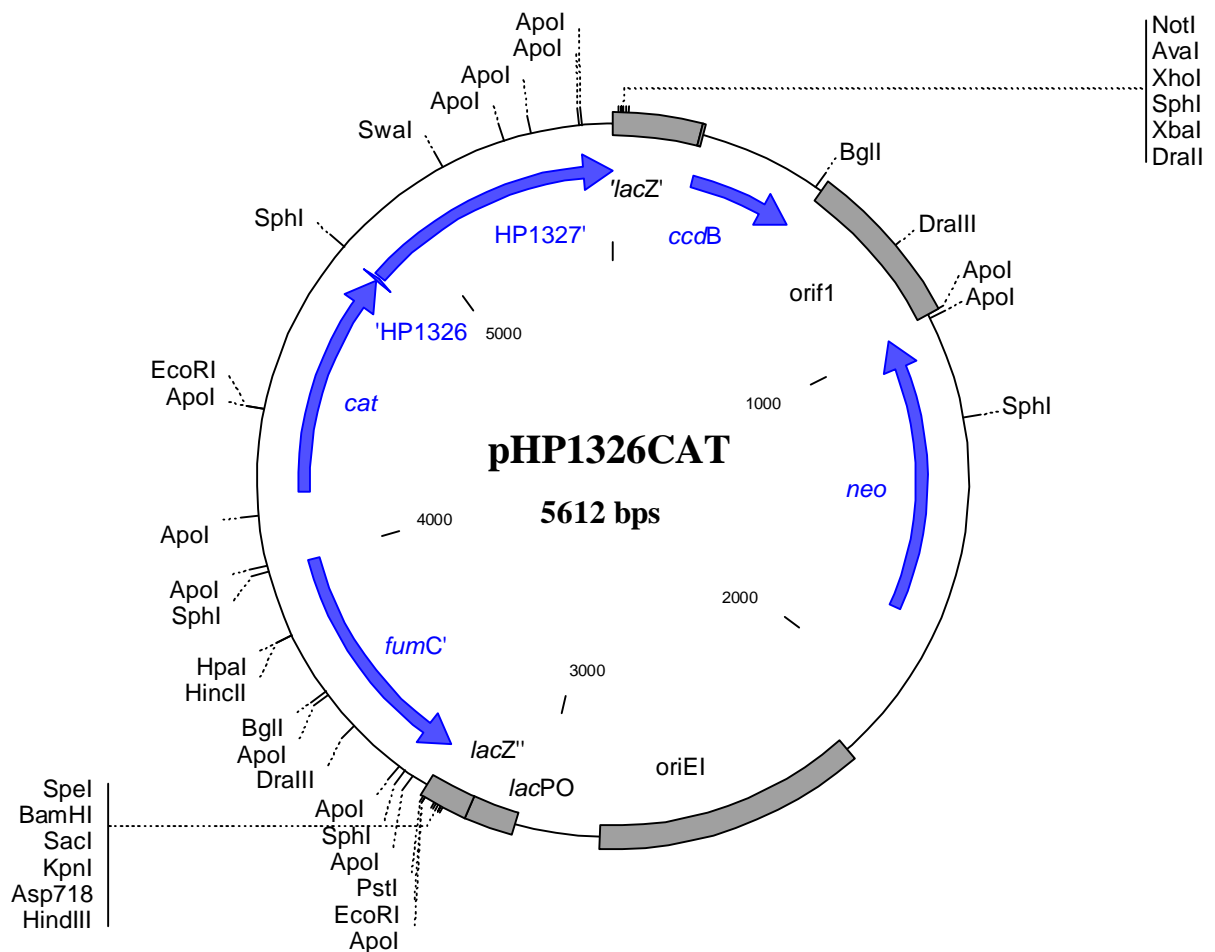 ApoI
ApoI
ApoI
ApoI
SwaI
SphI
EcoRI
ApoI
ApoI
ApoI
SphI
HpaI
HincII
BglI
ApoI
DraIII
ApoI
SphI
ApoI
PstI
EcoRI
ApoI
SpeI
BamHI
SacI
KpnI
Asp718
HindIII
NotI
AvaI
XhoI
SphI
XbaI
DraII
BglI
DraIII
ApoI
ApoI
SphI
'lacZ'
HP1327'
ccdB
orif1
'HP1326
5000
cat
1000
pHP1326CAT
5612 bps
neo
4000
2000
fumC'
3000
lacZ''
lacPO
oriEI